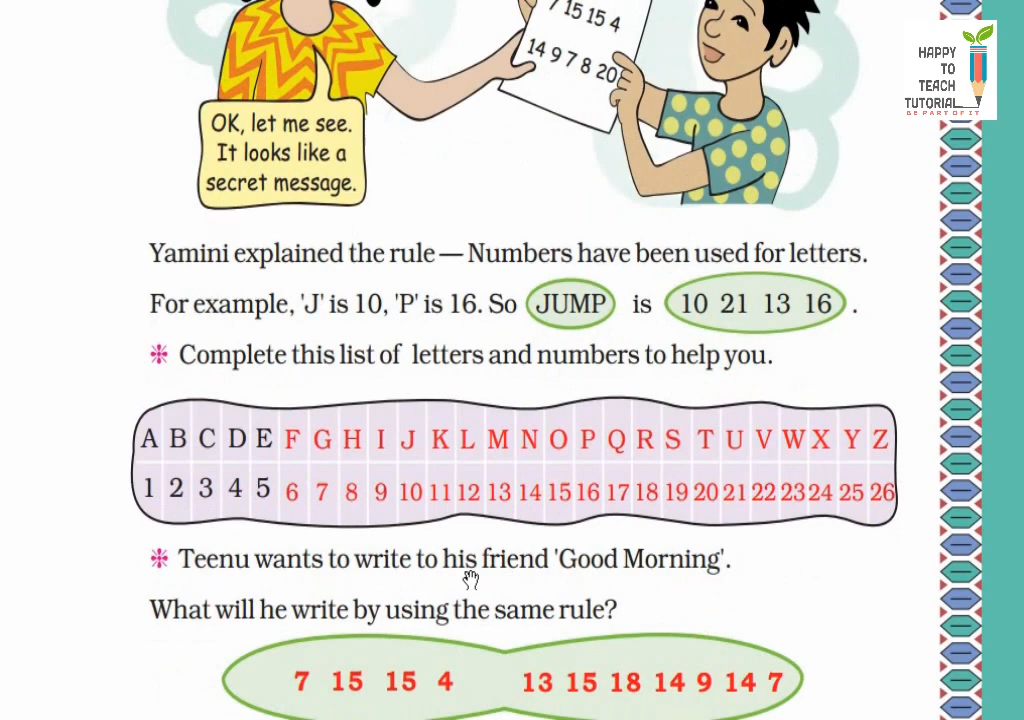 7 15 15 4
14 9 7 8 20
HAPPY
TO
TEACH
TUTORIAL
BE PART OF IT
OK, let me see.
It looks like a
secret message.
Yamini explained the rule — Numbers have been used for letters.
For example, 'J' is 10, 'P' is 16. So JUMP is 10 21 13 16 .
Complete this list of letters and numbers to help you.
A B C D E F G H I J K L M N O P Q R S T U V W X Y Z
1 2 3 4 5 6 7 8 9 10 11 12 13 14 15 16 17 18 19 20 21 22 23 24 25 26
Teenu wants to write to his friend 'Good Morning'.
What will he write by using the same rule?
7 15 15 4 13 15 18 14 9 14 7